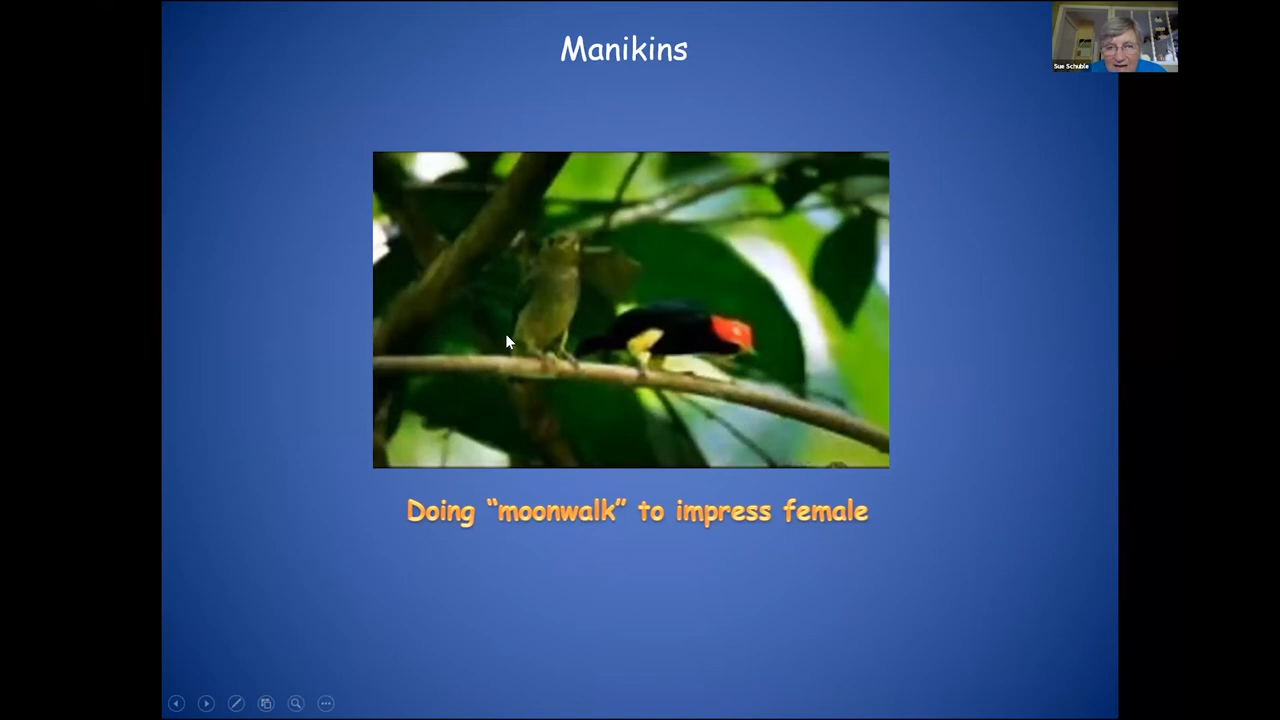 Manikins
Sue Schuble
Doing “moonwalk” to impress female